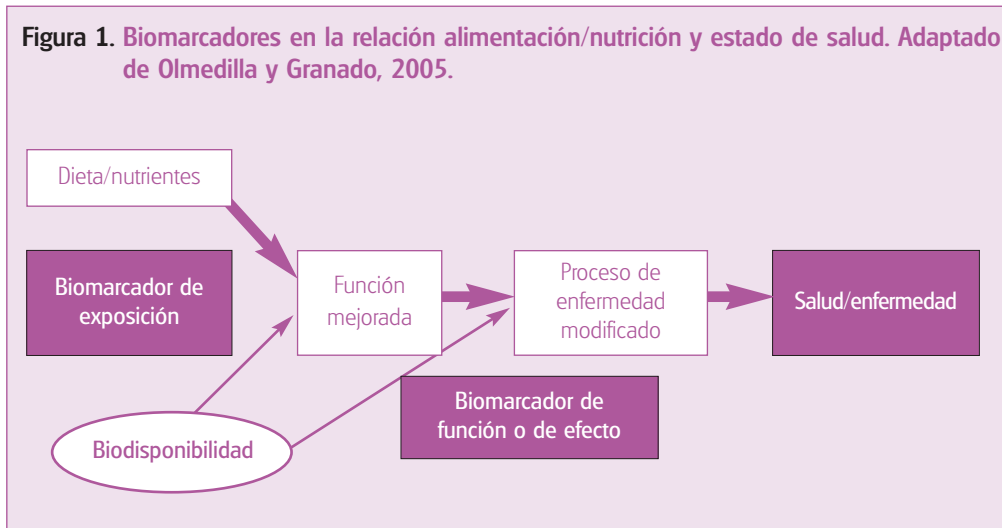 Figura 1. Biomarcadores en la relación alimentación/nutrición y estado de salud. Adaptado
de Olmedilla y Granado, 2005.
Dieta/nutrientes
Biomarcador de
exposición
Función
mejorada
Proceso de
enfermedad
modificado
Salud/enfermedad
Biomarcador de
función o de efecto
Biodisponibilidad